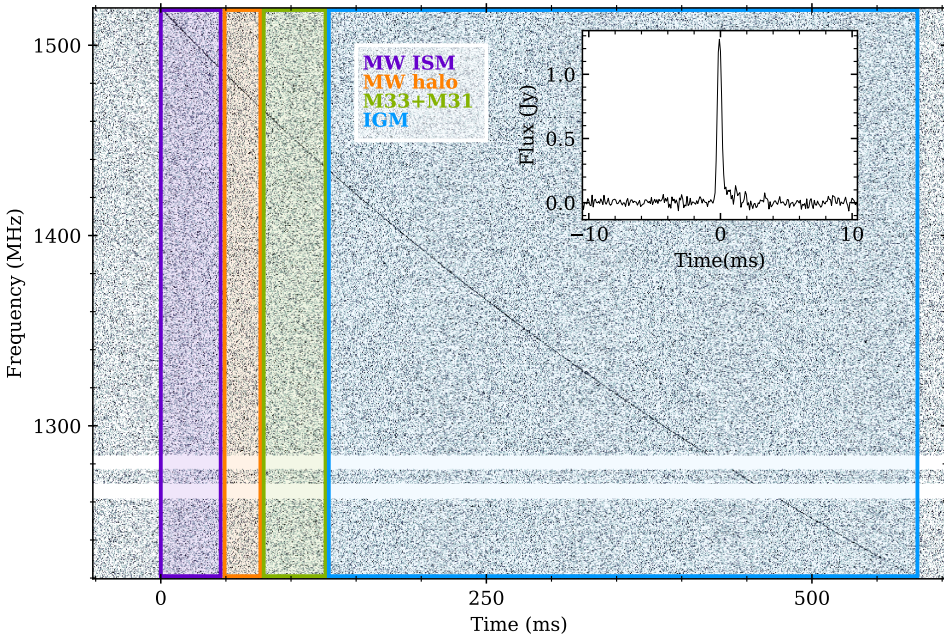 1500
1400
1300
Frequency (MHz)
0
250
500
Time (ms)
MW ISM
MW halo
M33+M31
IGM
1.0
0.5
0.0
Flux (Jy)
−10
0
10
Time(ms)